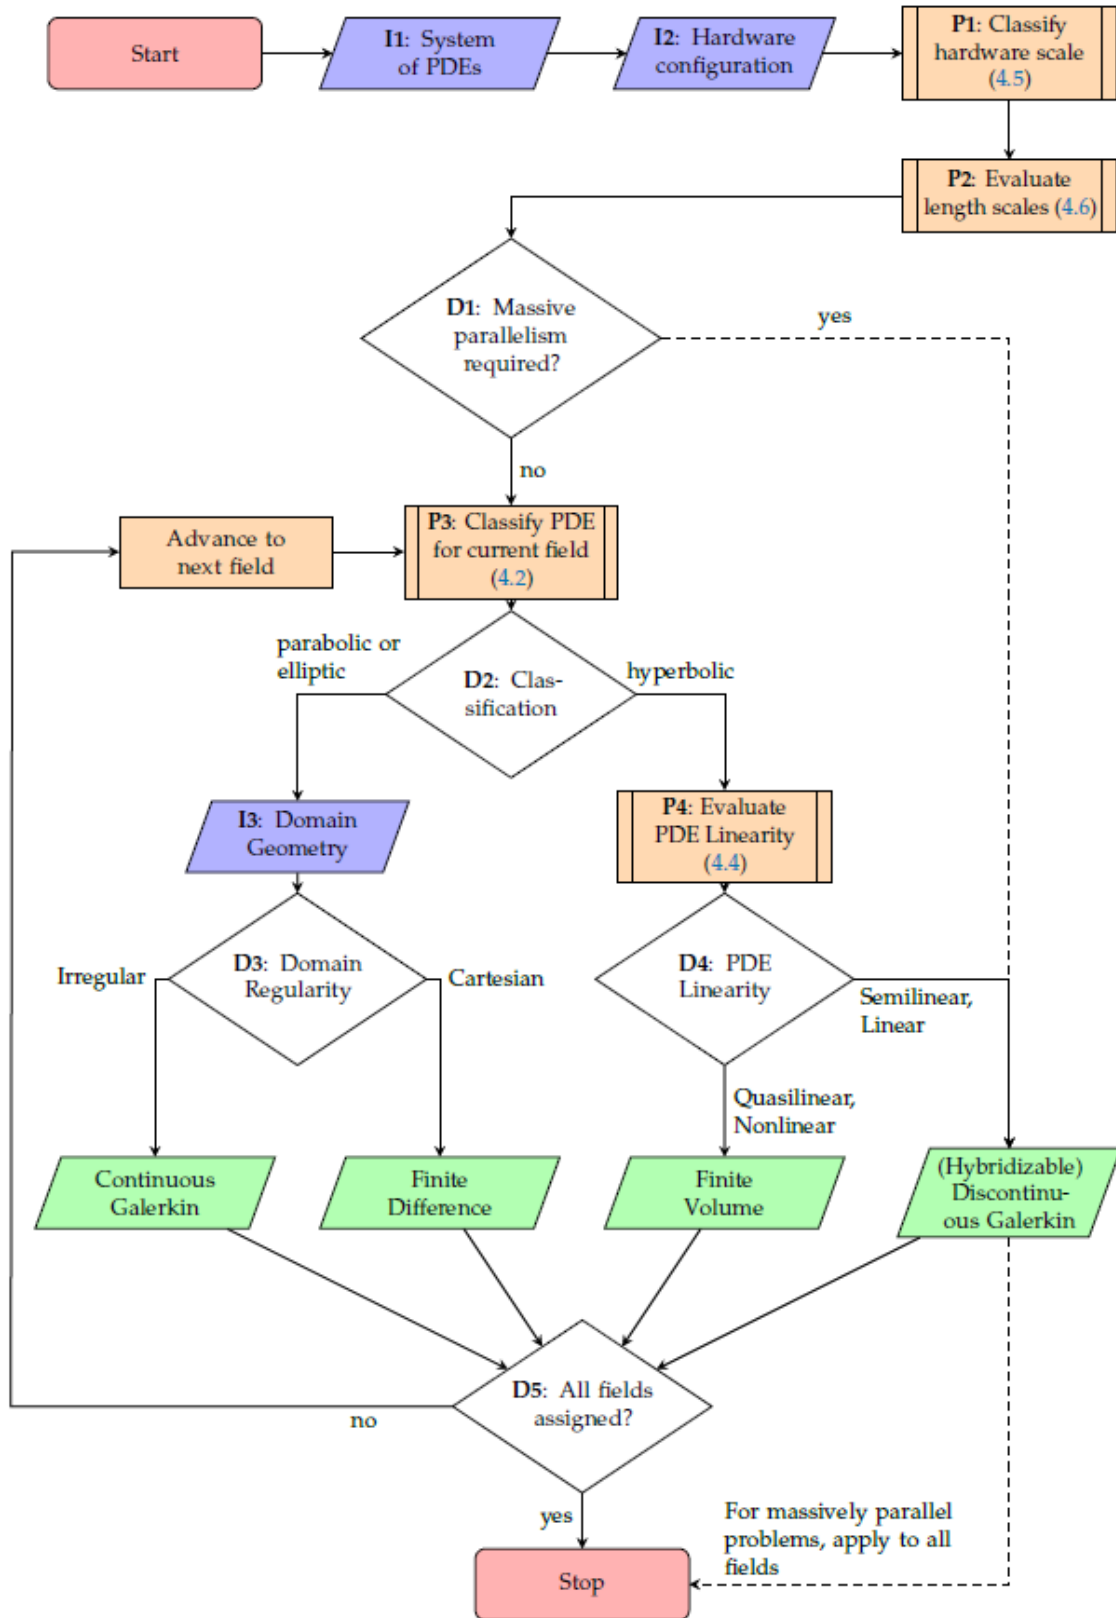 Start
I1: System
of PDEs
I2: Hardware
configuration
P1: Classify
hardware scale
(4.5)
P2: Evaluate
length scales (4.6)
D1: Massive
parallelism
required?
yes
no
Advance to
next field
P3: Classify PDE
for current field
(4.2)
parabolic or
elliptic
D2: Clas-
sification
hyperbolic
I3: Domain
Geometry
P4: Evaluate
PDE Linearity
(4.4)
Irregular
D3: Domain
Regularity
Cartesian
D4: PDE
Linearity
Semilinear,
Linear
Quasilinear,
Nonlinear
Continuous
Galerkin
Finite
Difference
Finite
Volume
(Hybridizable)
Discontinu-
ous Galerkin
D5: All fields
assigned?
no
yes
For massively parallel
problems, apply to all
fields
Stop